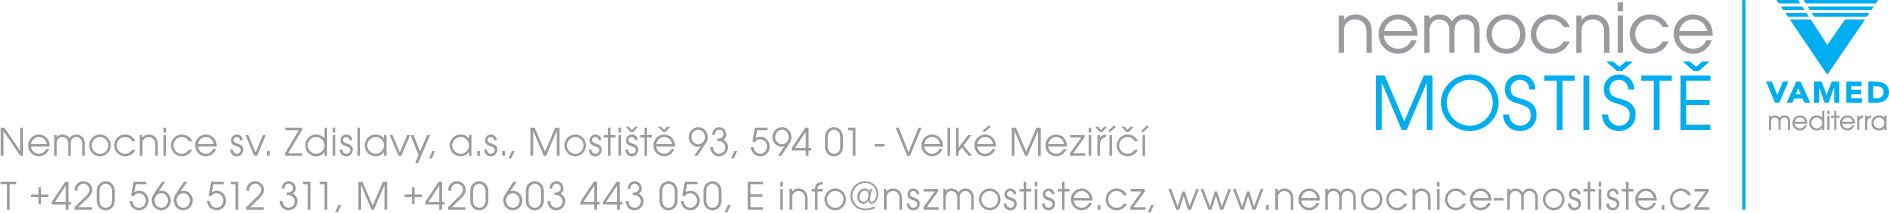 nemocnice
MOSTIŠTĚ
VAMED
mediterra
Nemocnice sv. Zdislavy, a.s., Mostiště 93, 594 01 - Velké Meziříčí
T +420 566 512 311, M +420 603 443 050, E info@nszmostiste.cz, www.nemocnice-mostiste.cz